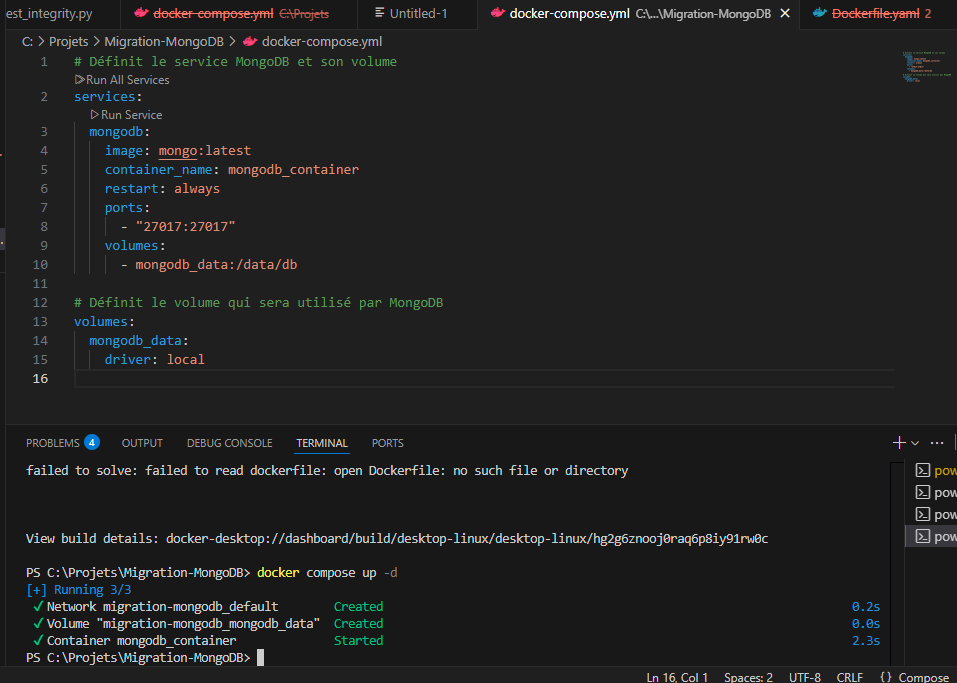 est_integrity.py docker-compose.yml C:\Projets Untitled-1 docker-compose.yml C:\...\Migration-MongoDB Dockerfile.yaml 2
C: > Projets > Migration-MongoDB > docker-compose.yml
1 # Définit le service MongoDB et son volume
Run All Services
2 services:
Run Service
3 mongodb:
4 image: mongo:latest
5 container_name: mongodb_container
6 restart: always
7 ports:
8 - "27017:27017"
9 volumes:
10 - mongodb_data:/data/db
11
12 # Définit le volume qui sera utilisé par MongoDB
13 volumes:
14 mongodb_data:
15 driver: local
16
PROBLEMS 4 OUTPUT DEBUG CONSOLE TERMINAL PORTS
failed to solve: failed to read dockerfile: open Dockerfile: no such file or directory
pow
pow
pow
pow
View build details: docker-desktop://dashboard/build/desktop-linux/desktop-linux/hg2g6znooj0raq6p8iy91rw0c
PS C:\Projets\Migration-MongoDB> docker compose up -d
[+] Running 3/3
✓ Network migration-mongodb_default Created 0.2s
✓ Volume "migration-mongodb_mongodb_data" Created 0.0s
✓ Container mongodb_container Started 2.3s
PS C:\Projets\Migration-MongoDB>
Ln 16, Col 1 Spaces: 2 UTF-8 CRLF {} Compose